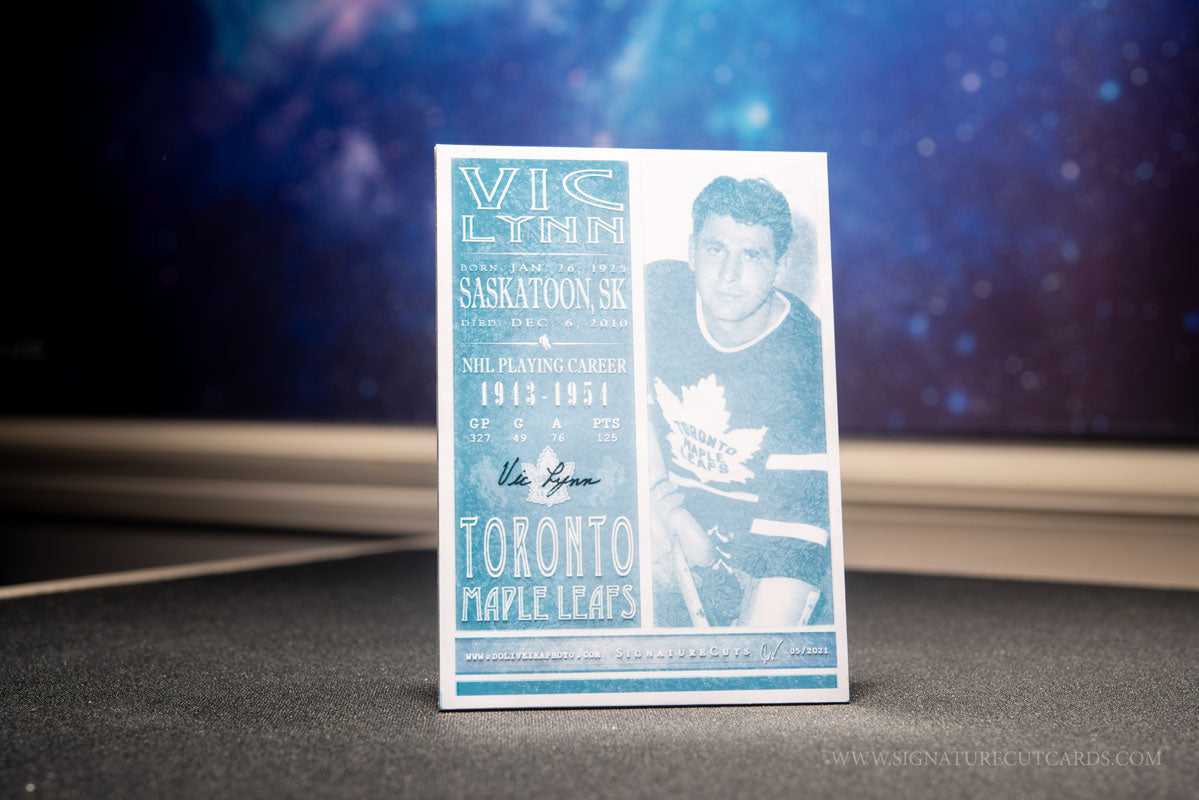 VIC
LYNN
BORN: JAN. 26, 1925
SASKATOON, SK
DIED: DEC. 6, 2010
NHL PLAYING CAREER
1943-1954
GP G A PTS
327 49 76 125
Vic Lynn
TORONTO
MAPLE LEAFS
TORONTO
MAPLE
LEAFS
WWW.DOLIVEIRAPHOTO.COM SIGNATURECUTS 05/2021
WWW.SIGNATURECUTCARDS.COM